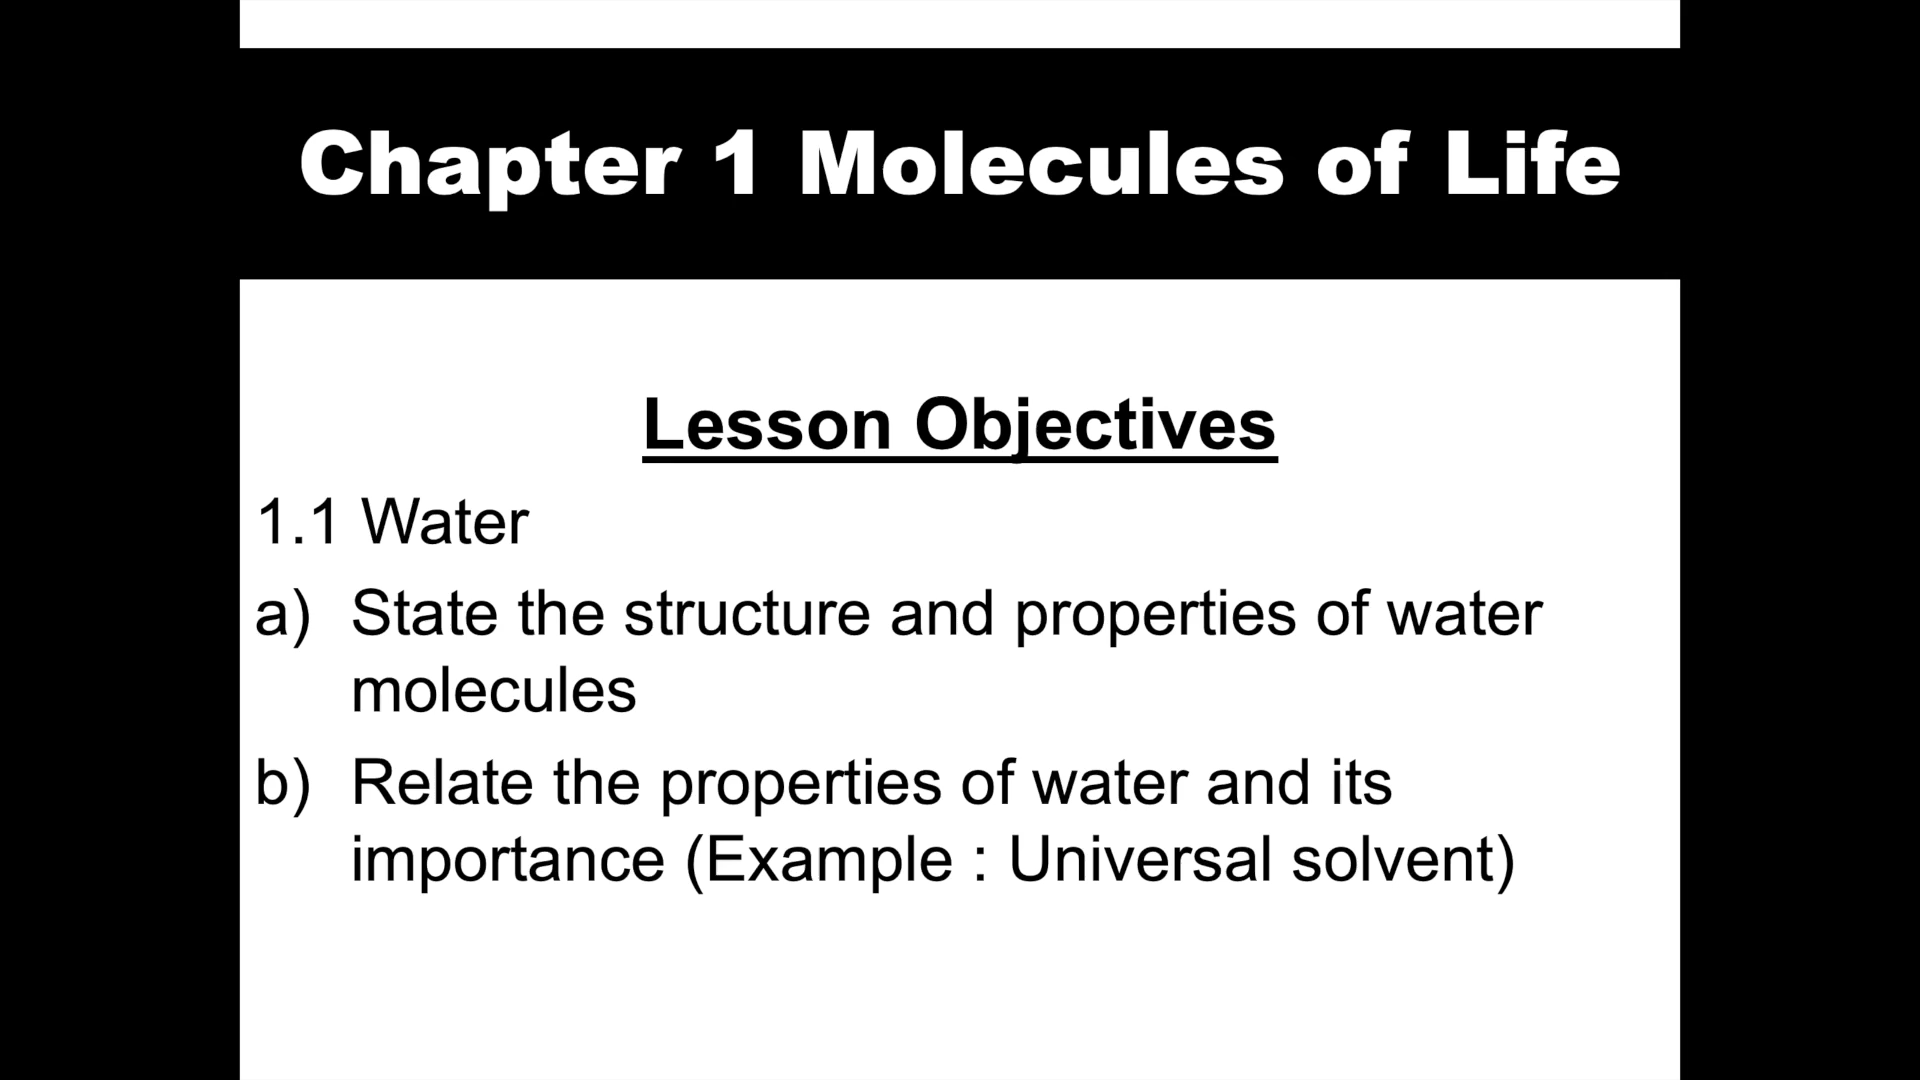 Chapter 1 Molecules of Life
Lesson Objectives
1.1 Water
a) State the structure and properties of water
molecules
b) Relate the properties of water and its
importance (Example : Universal solvent)